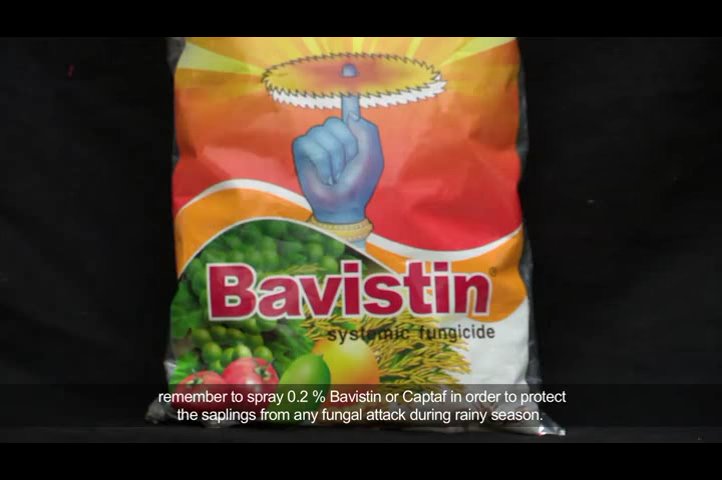 Bavistin®
systemic fungicide
remember to spray 0.2 % Bavistin or Captaf in order to protect
the saplings from any fungal attack during rainy season.